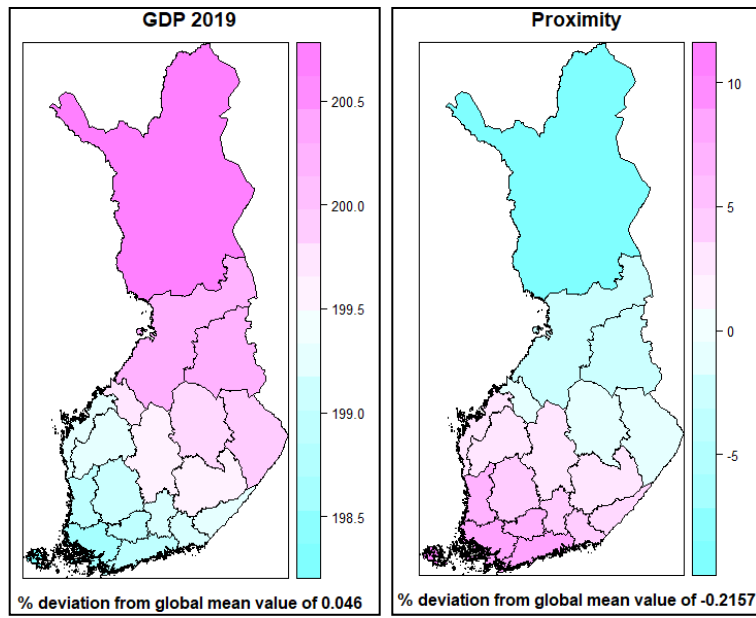 GDP 2019
200.5
200.0
199.5
199.0
198.5
% deviation from global mean value of 0.046
Proximity
10
5
0
-5
% deviation from global mean value of -0.2157